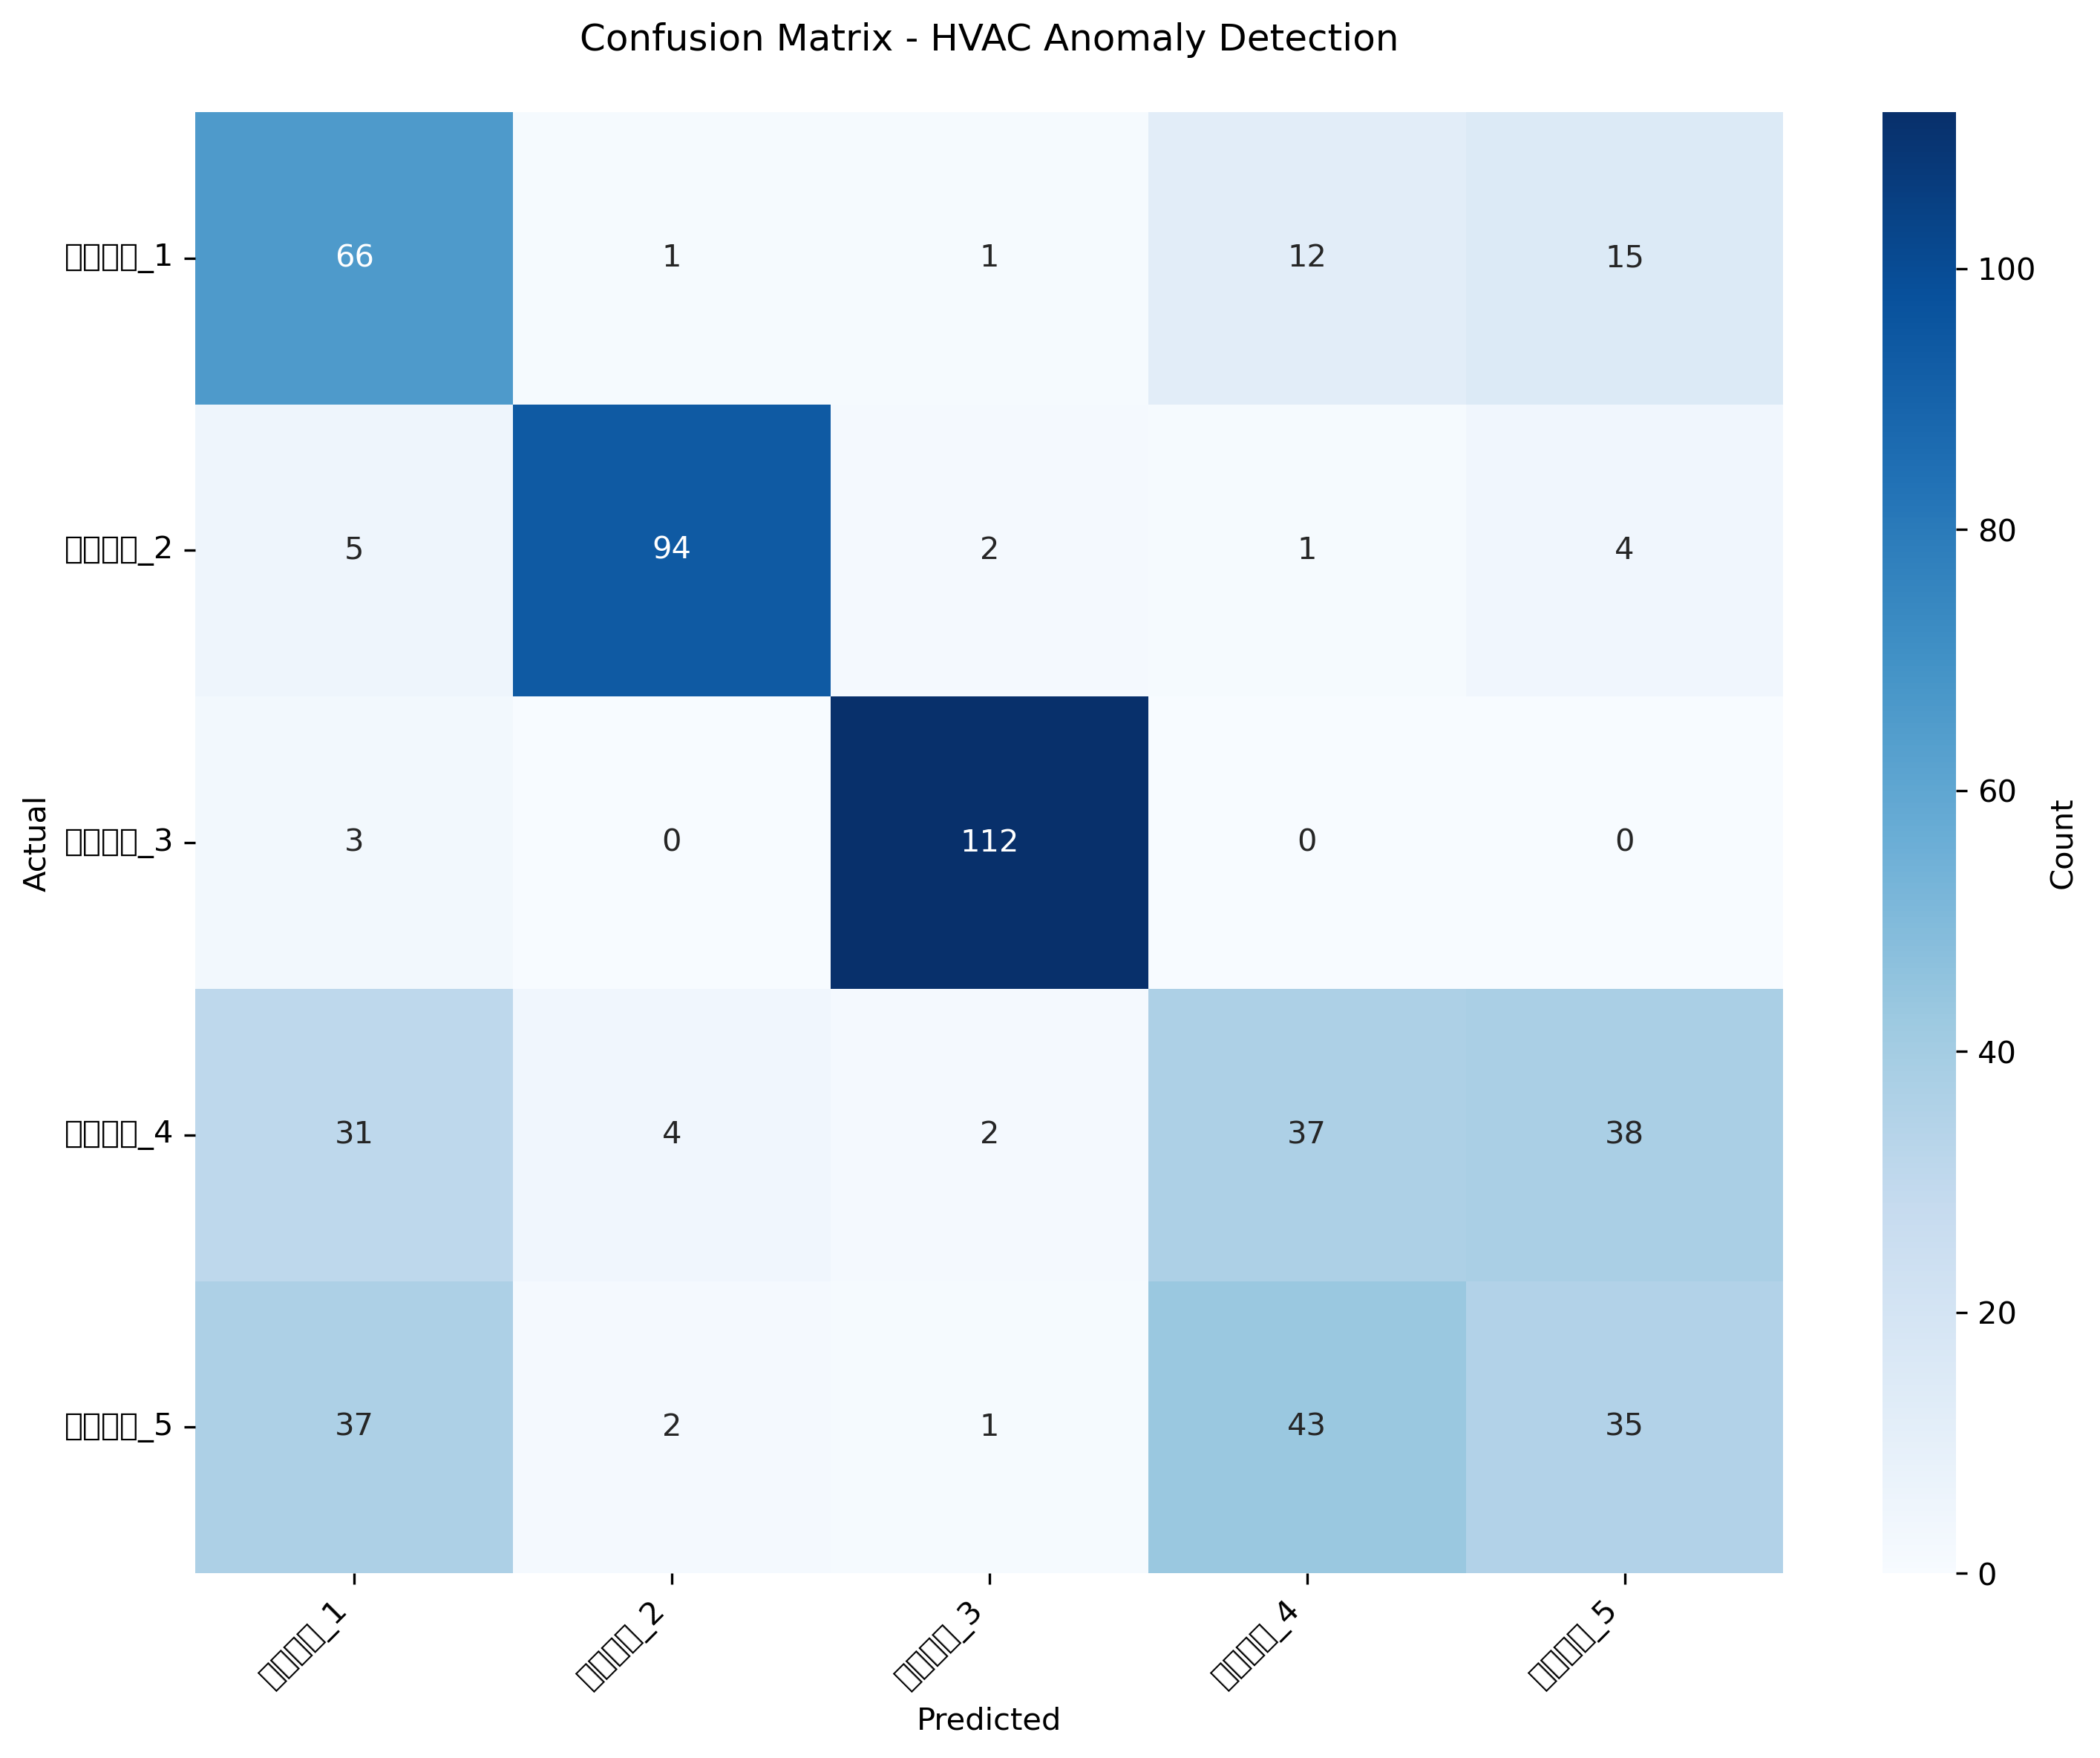 Confusion Matrix - HVAC Anomaly Detection
_1 66 1 1 12 15
_2 5 94 2 1 4
_3 3 0 112 0 0
_4 31 4 2 37 38
_5 37 2 1 43 35
_1 _2 _3 _4 _5
Actual
Predicted
100
80
60
40
20
0
Count